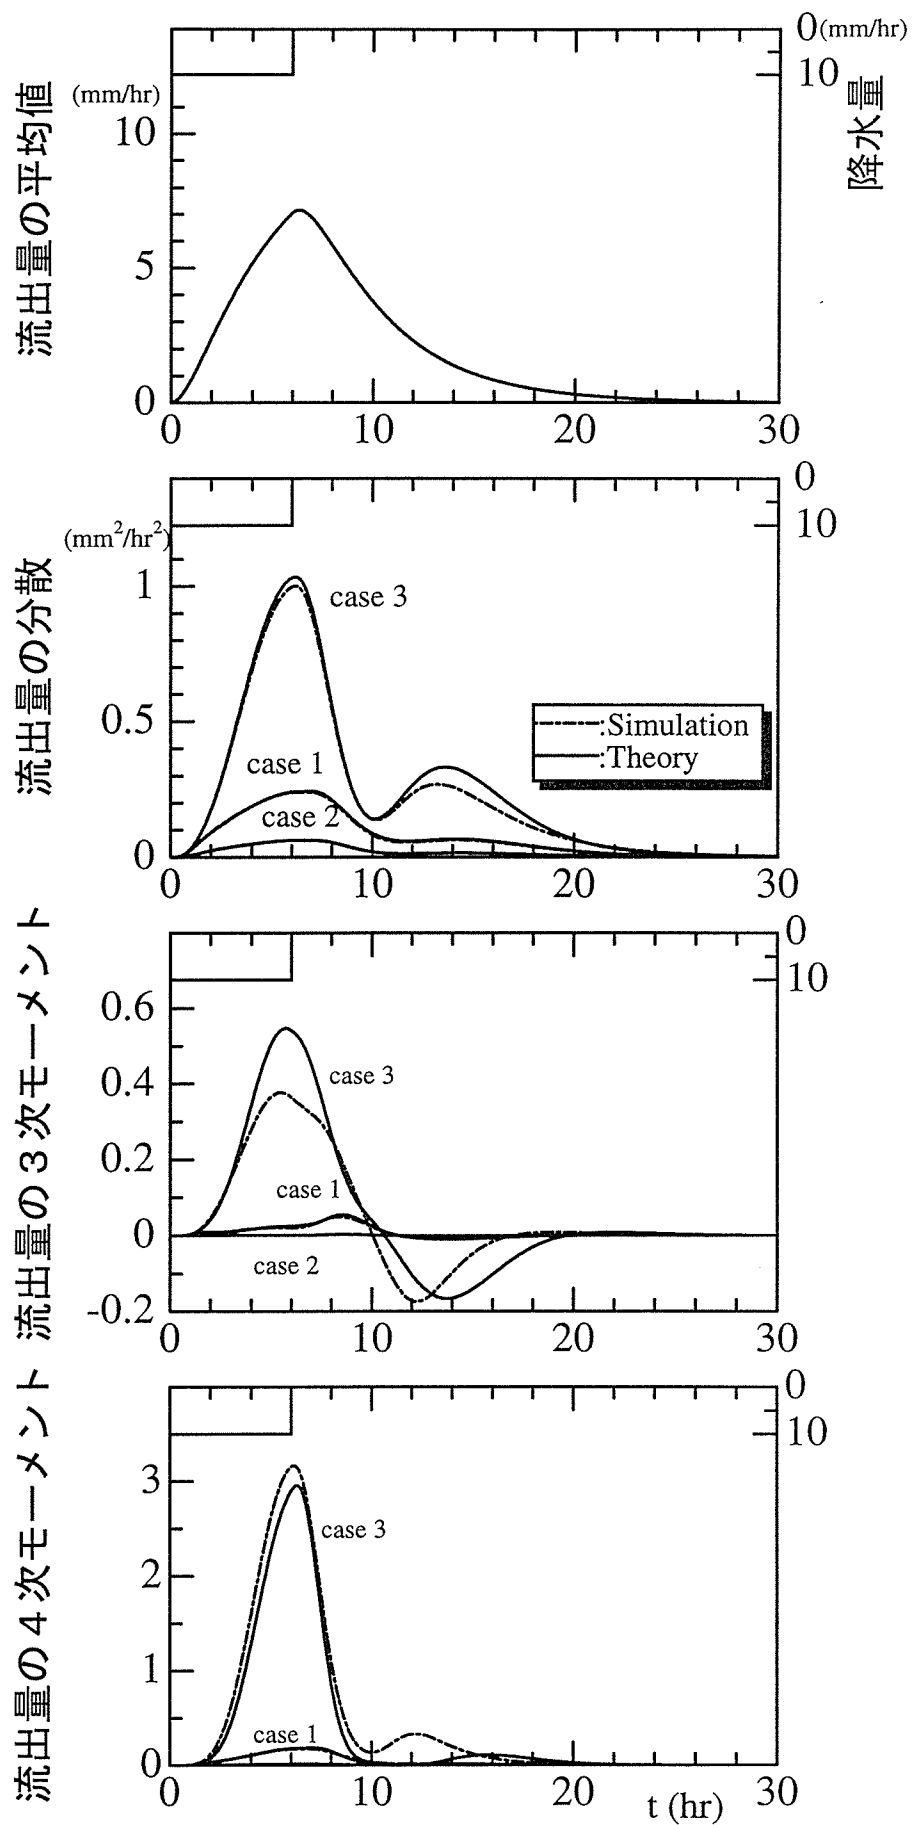 0(mm/hr)
10
降水量
(mm/hr)
流出量の平均値
10
5
0
0 10 20 30
0
10
(mm²/hr²)
流出量の分散
1
0.5
0
case 3
case 1
case 2
:Simulation
:Theory
0 10 20 30
0
10
流出量の3次モーメント
0.6
0.4
0.2
0
-0.2
case 3
case 1
case 2
0 10 20 30
0
10
流出量の4次モーメント
3
2
1
0
case 3
case 1
0 10 20 30
t (hr)